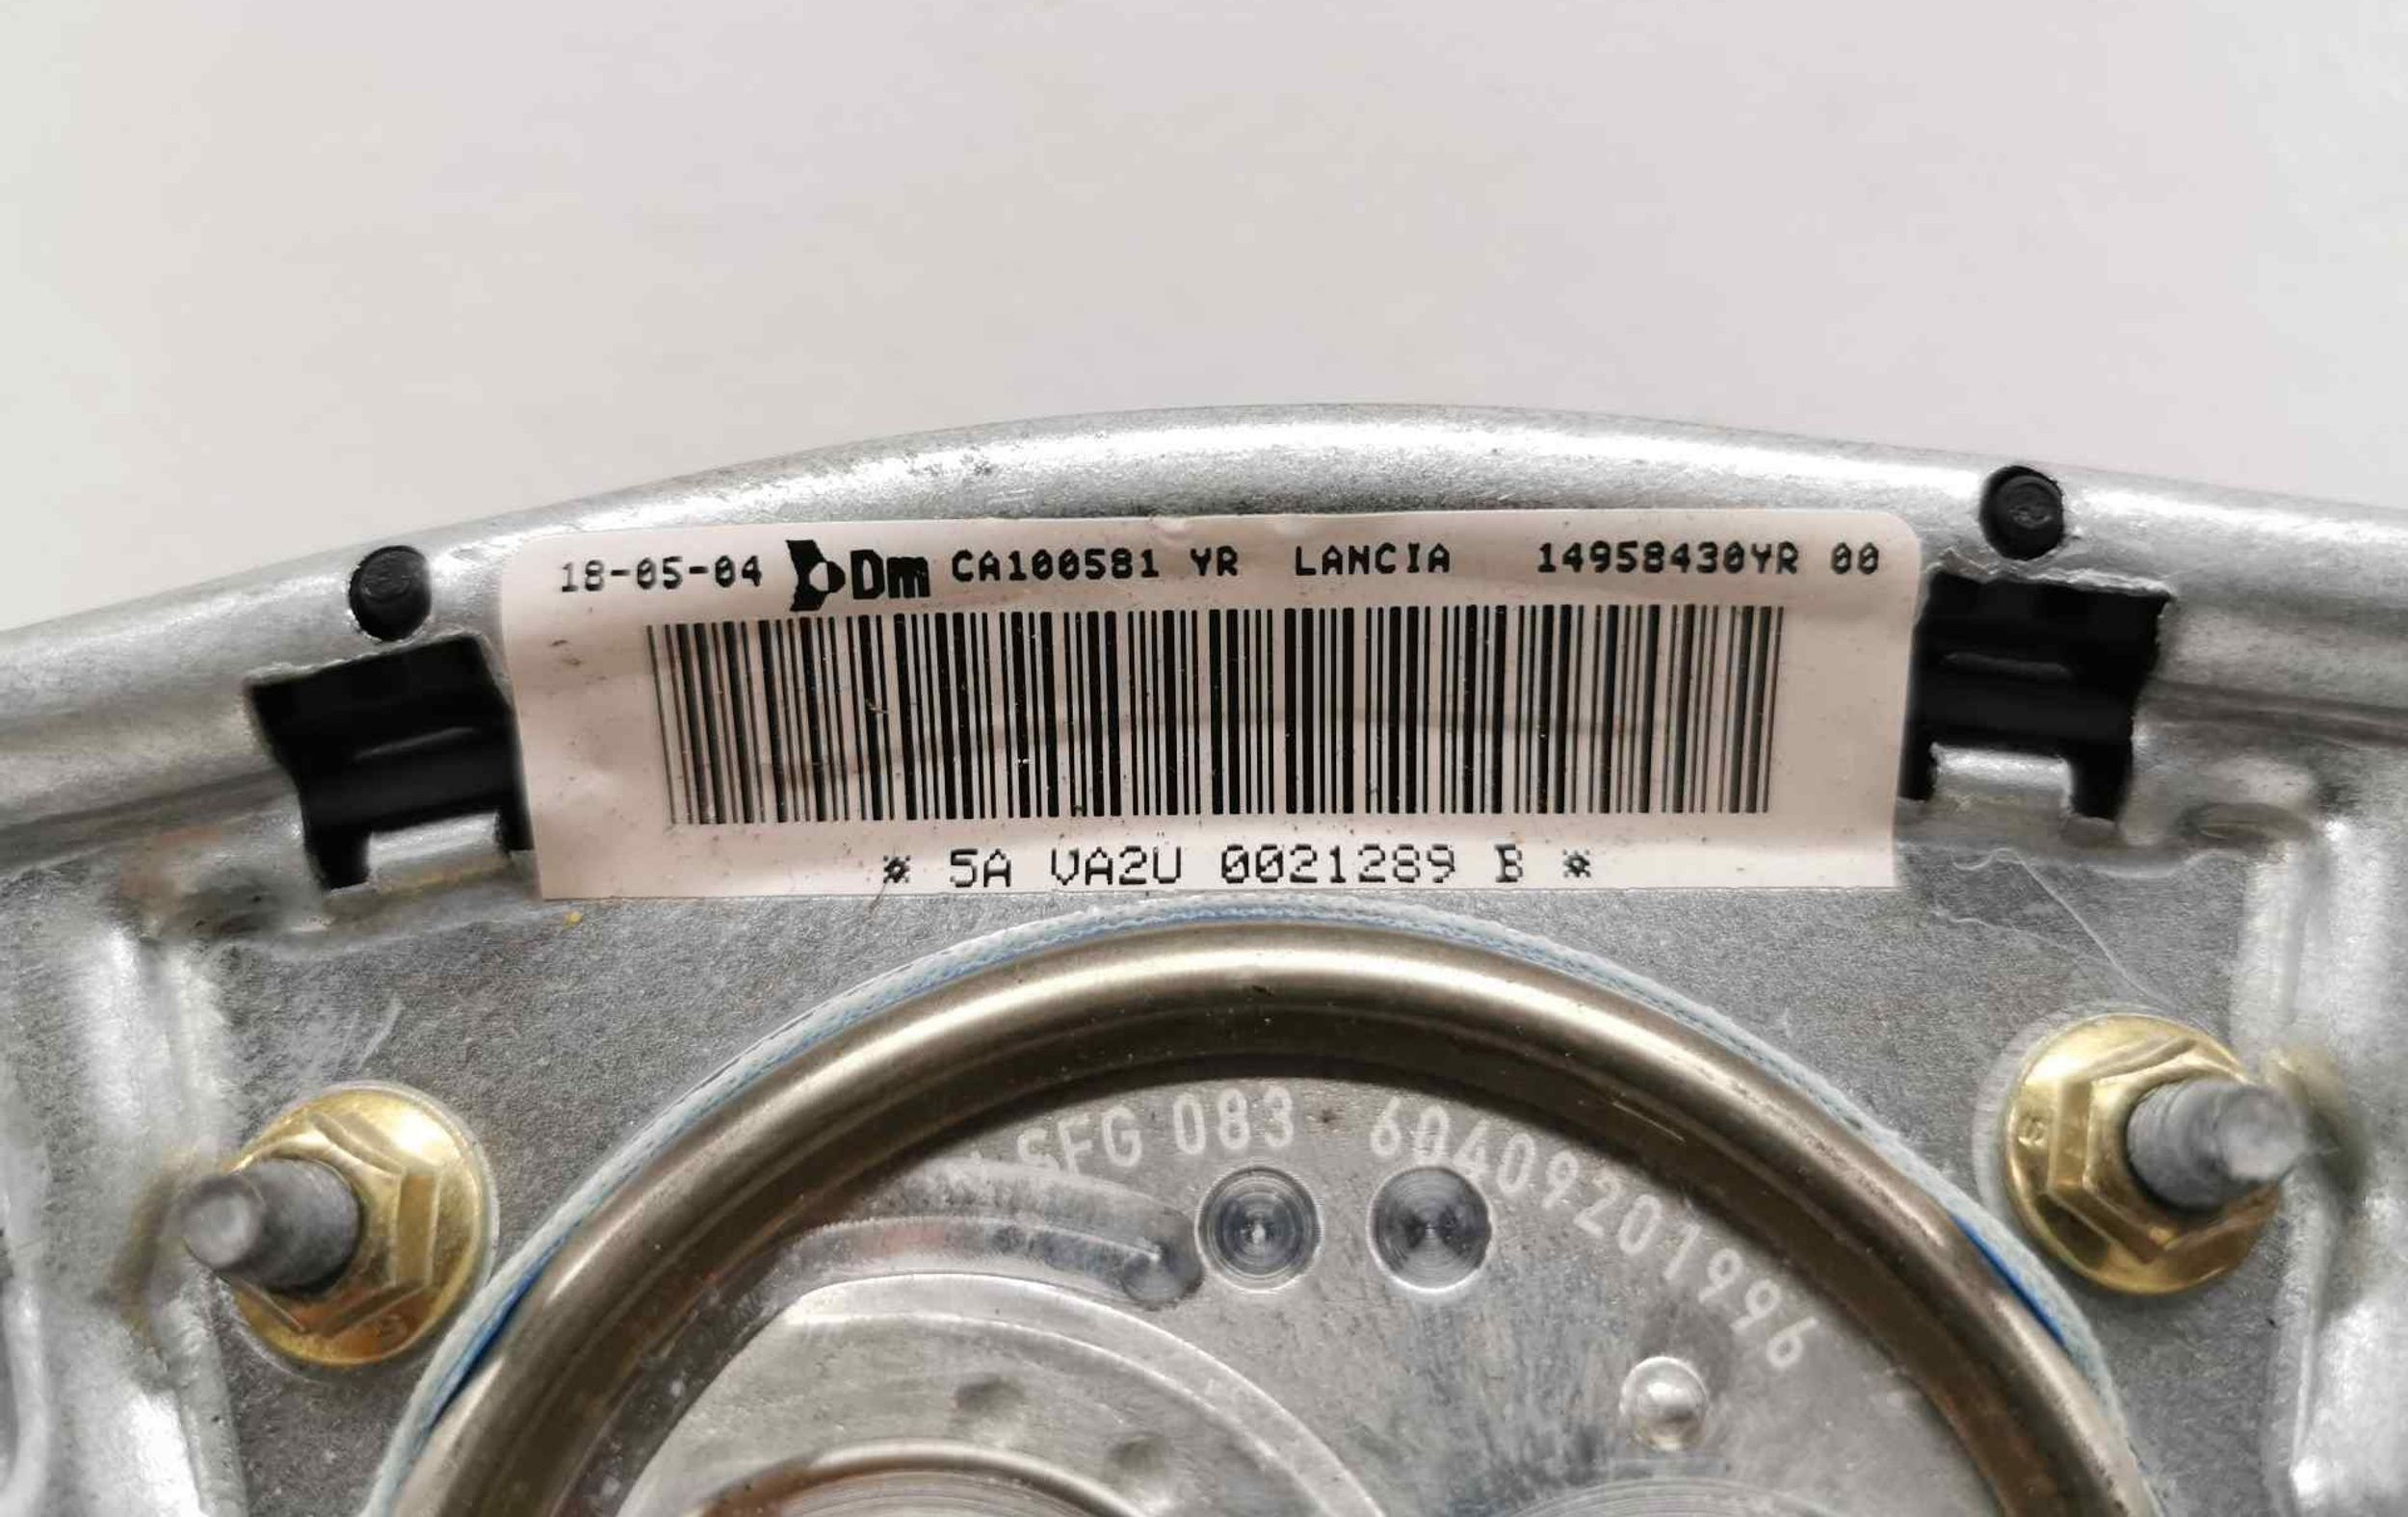 18-05-04 Dm CA100581 YR LANCIA 14958430YR 00
* 5A VA2U 0021289 B *
SFG 083 60409201996